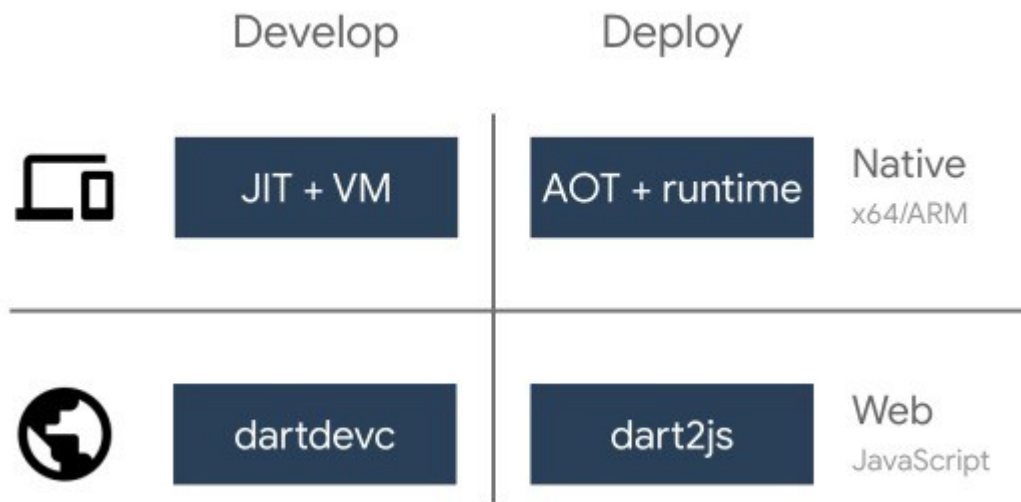 Develop
Deploy
JIT + VM
AOT + runtime
Native
x64/ARM
dartdevc
dart2js
Web
JavaScript